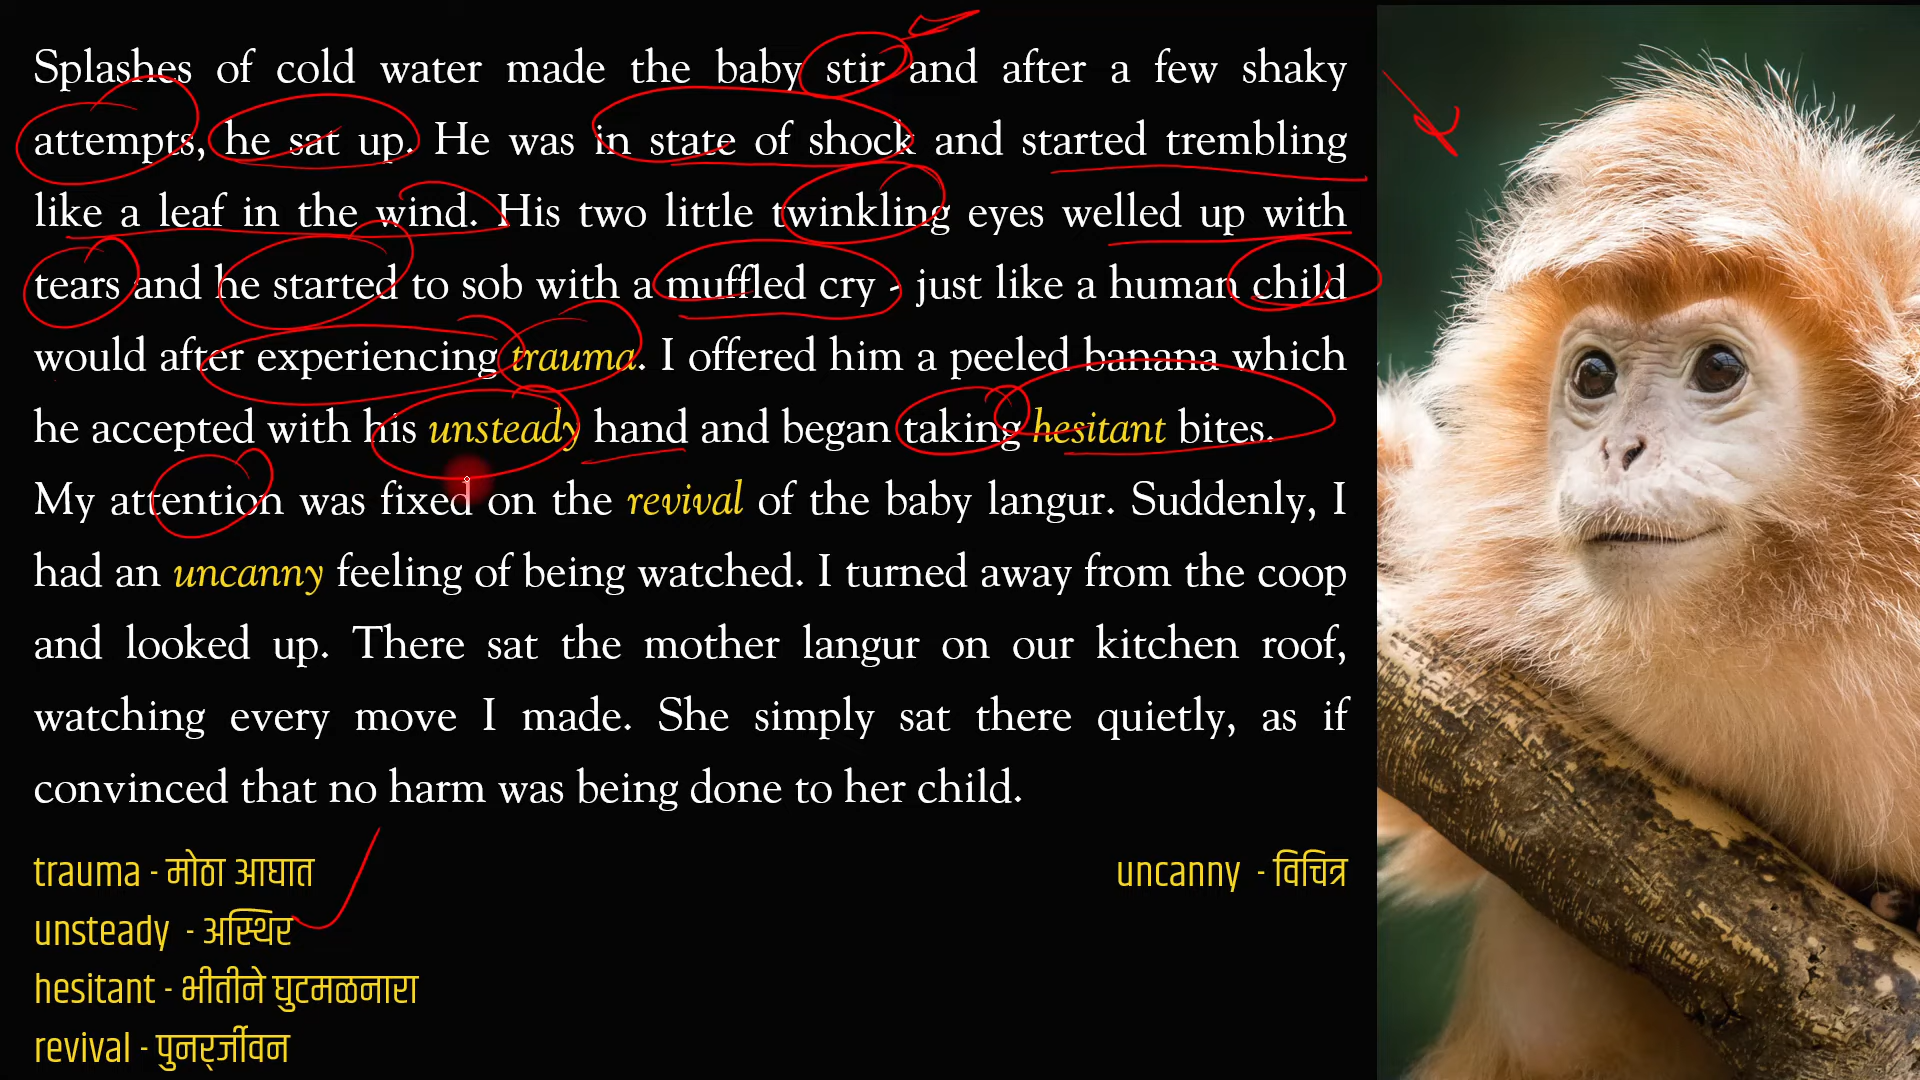 Splashes of cold water made the baby stir and after a few shaky
attempts, he sat up. He was in state of shock and started trembling
like a leaf in the wind. His two little twinkling eyes welled up with
tears and he started to sob with a muffled cry - just like a human child
would after experiencing trauma. I offered him a peeled banana which
he accepted with his unsteady hand and began taking hesitant bites.
My attention was fixed on the revival of the baby langur. Suddenly, I
had an uncanny feeling of being watched. I turned away from the coop
and looked up. There sat the mother langur on our kitchen roof,
watching every move I made. She simply sat there quietly, as if
convinced that no harm was being done to her child.
trauma - मोठा आघात
uncanny - विचित्र
unsteady - अस्थिर
hesitant - भीतीने घुटमळनारा
revival - पुनर्जीवन